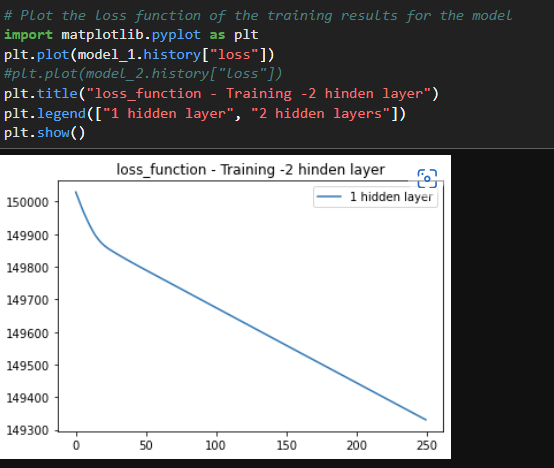 # Plot the loss function of the training results for the model
import matplotlib.pyplot as plt
plt.plot(model_1.history["loss"])
#plt.plot(model_2.history["loss"])
plt.title("loss_function - Training -2 hinden layer")
plt.legend(["1 hidden layer", "2 hidden layers"])
plt.show()
loss_function - Training -2 hinden layer
1 hidden layer
150000
149900
149800
149700
149600
149500
149400
149300
0 50 100 150 200 250